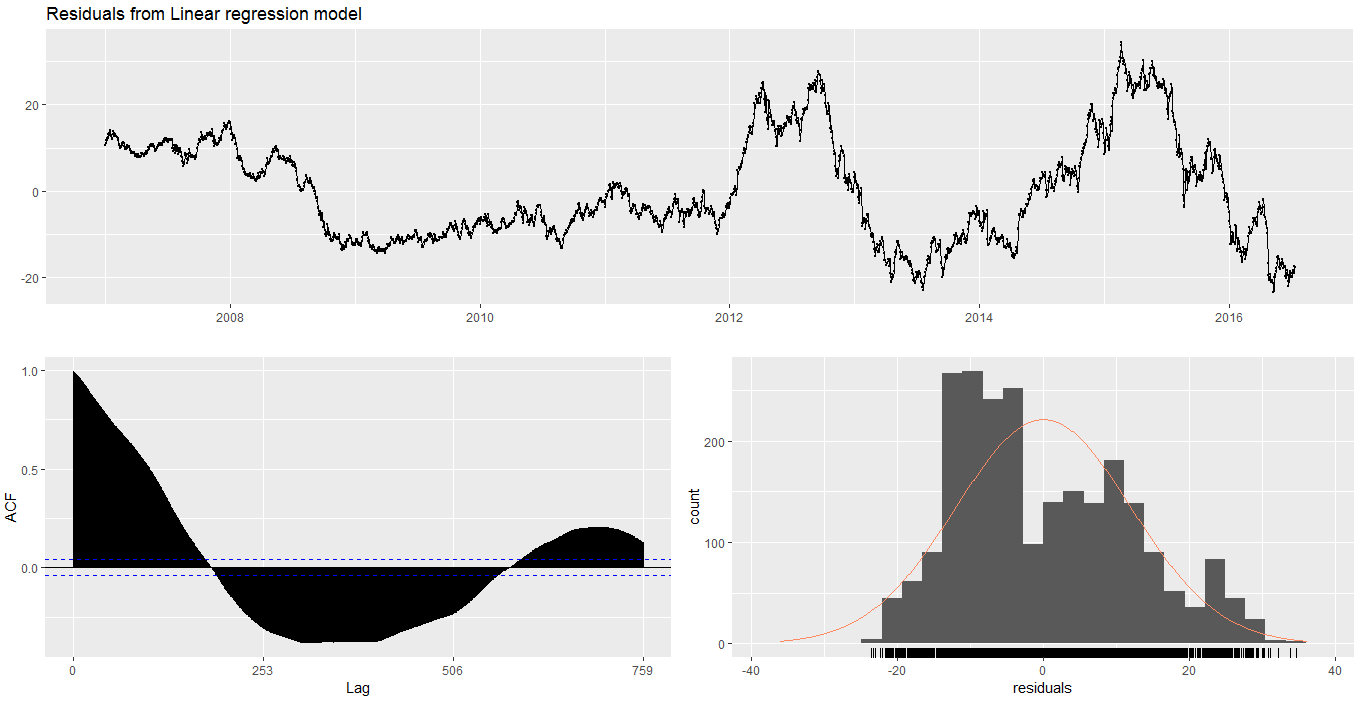 Residuals from Linear regression model
20
0
-20
2008 2010 2012 2014 2016
1.0
0.5
0.0
ACF
0 253 506 759
Lag
200
100
0
count
-40 -20 0 20 40
residuals